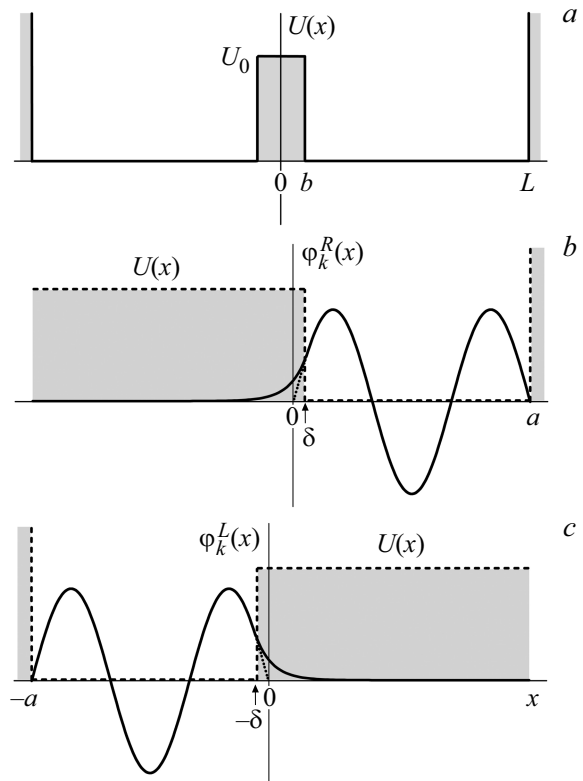 U(x) a
U₀
0 b L
φₖᴿ(x) b
U(x)
0 a
δ
φₖᴸ(x) U(x) c
–a 0 x
–δ